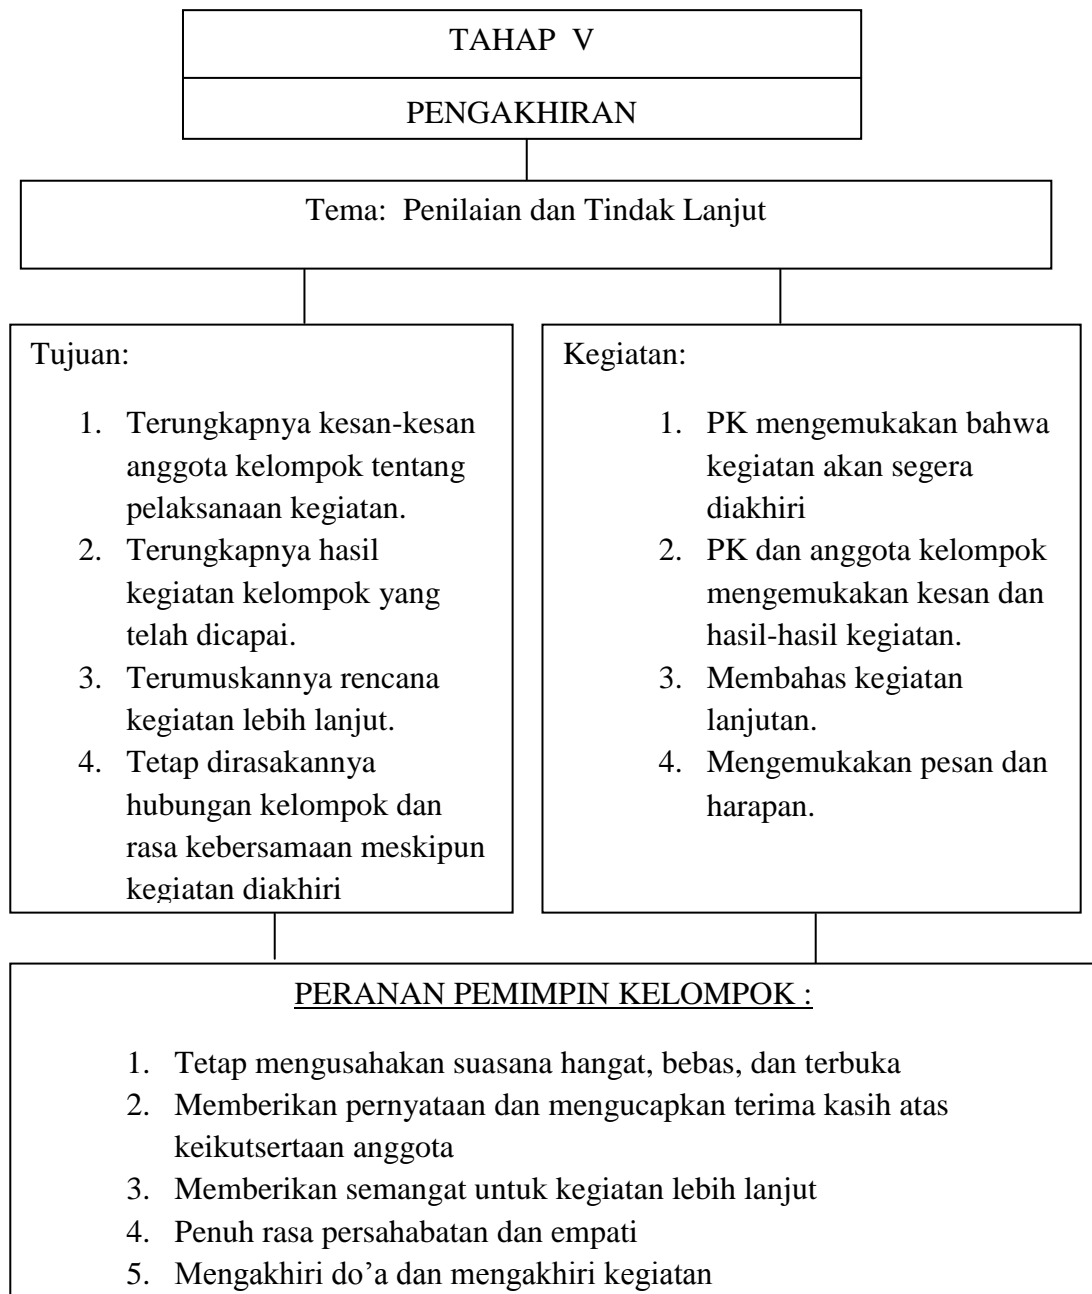 TAHAP V
PENGAKHIRAN
Tema: Penilaian dan Tindak Lanjut
Tujuan:
1. Terungkapnya kesan-kesan
anggota kelompok tentang
pelaksanaan kegiatan.
2. Terungkapnya hasil
kegiatan kelompok yang
telah dicapai.
3. Terumuskannya rencana
kegiatan lebih lanjut.
4. Tetap dirasakannya
hubungan kelompok dan
rasa kebersamaan meskipun
kegiatan diakhiri
Kegiatan:
1. PK mengemukakan bahwa
kegiatan akan segera
diakhiri
2. PK dan anggota kelompok
mengemukakan kesan dan
hasil-hasil kegiatan.
3. Membahas kegiatan
lanjutan.
4. Mengemukakan pesan dan
harapan.
PERANAN PEMIMPIN KELOMPOK :
1. Tetap mengusahakan suasana hangat, bebas, dan terbuka
2. Memberikan pernyataan dan mengucapkan terima kasih atas
keikutsertaan anggota
3. Memberikan semangat untuk kegiatan lebih lanjut
4. Penuh rasa persahabatan dan empati
5. Mengakhiri do'a dan mengakhiri kegiatan